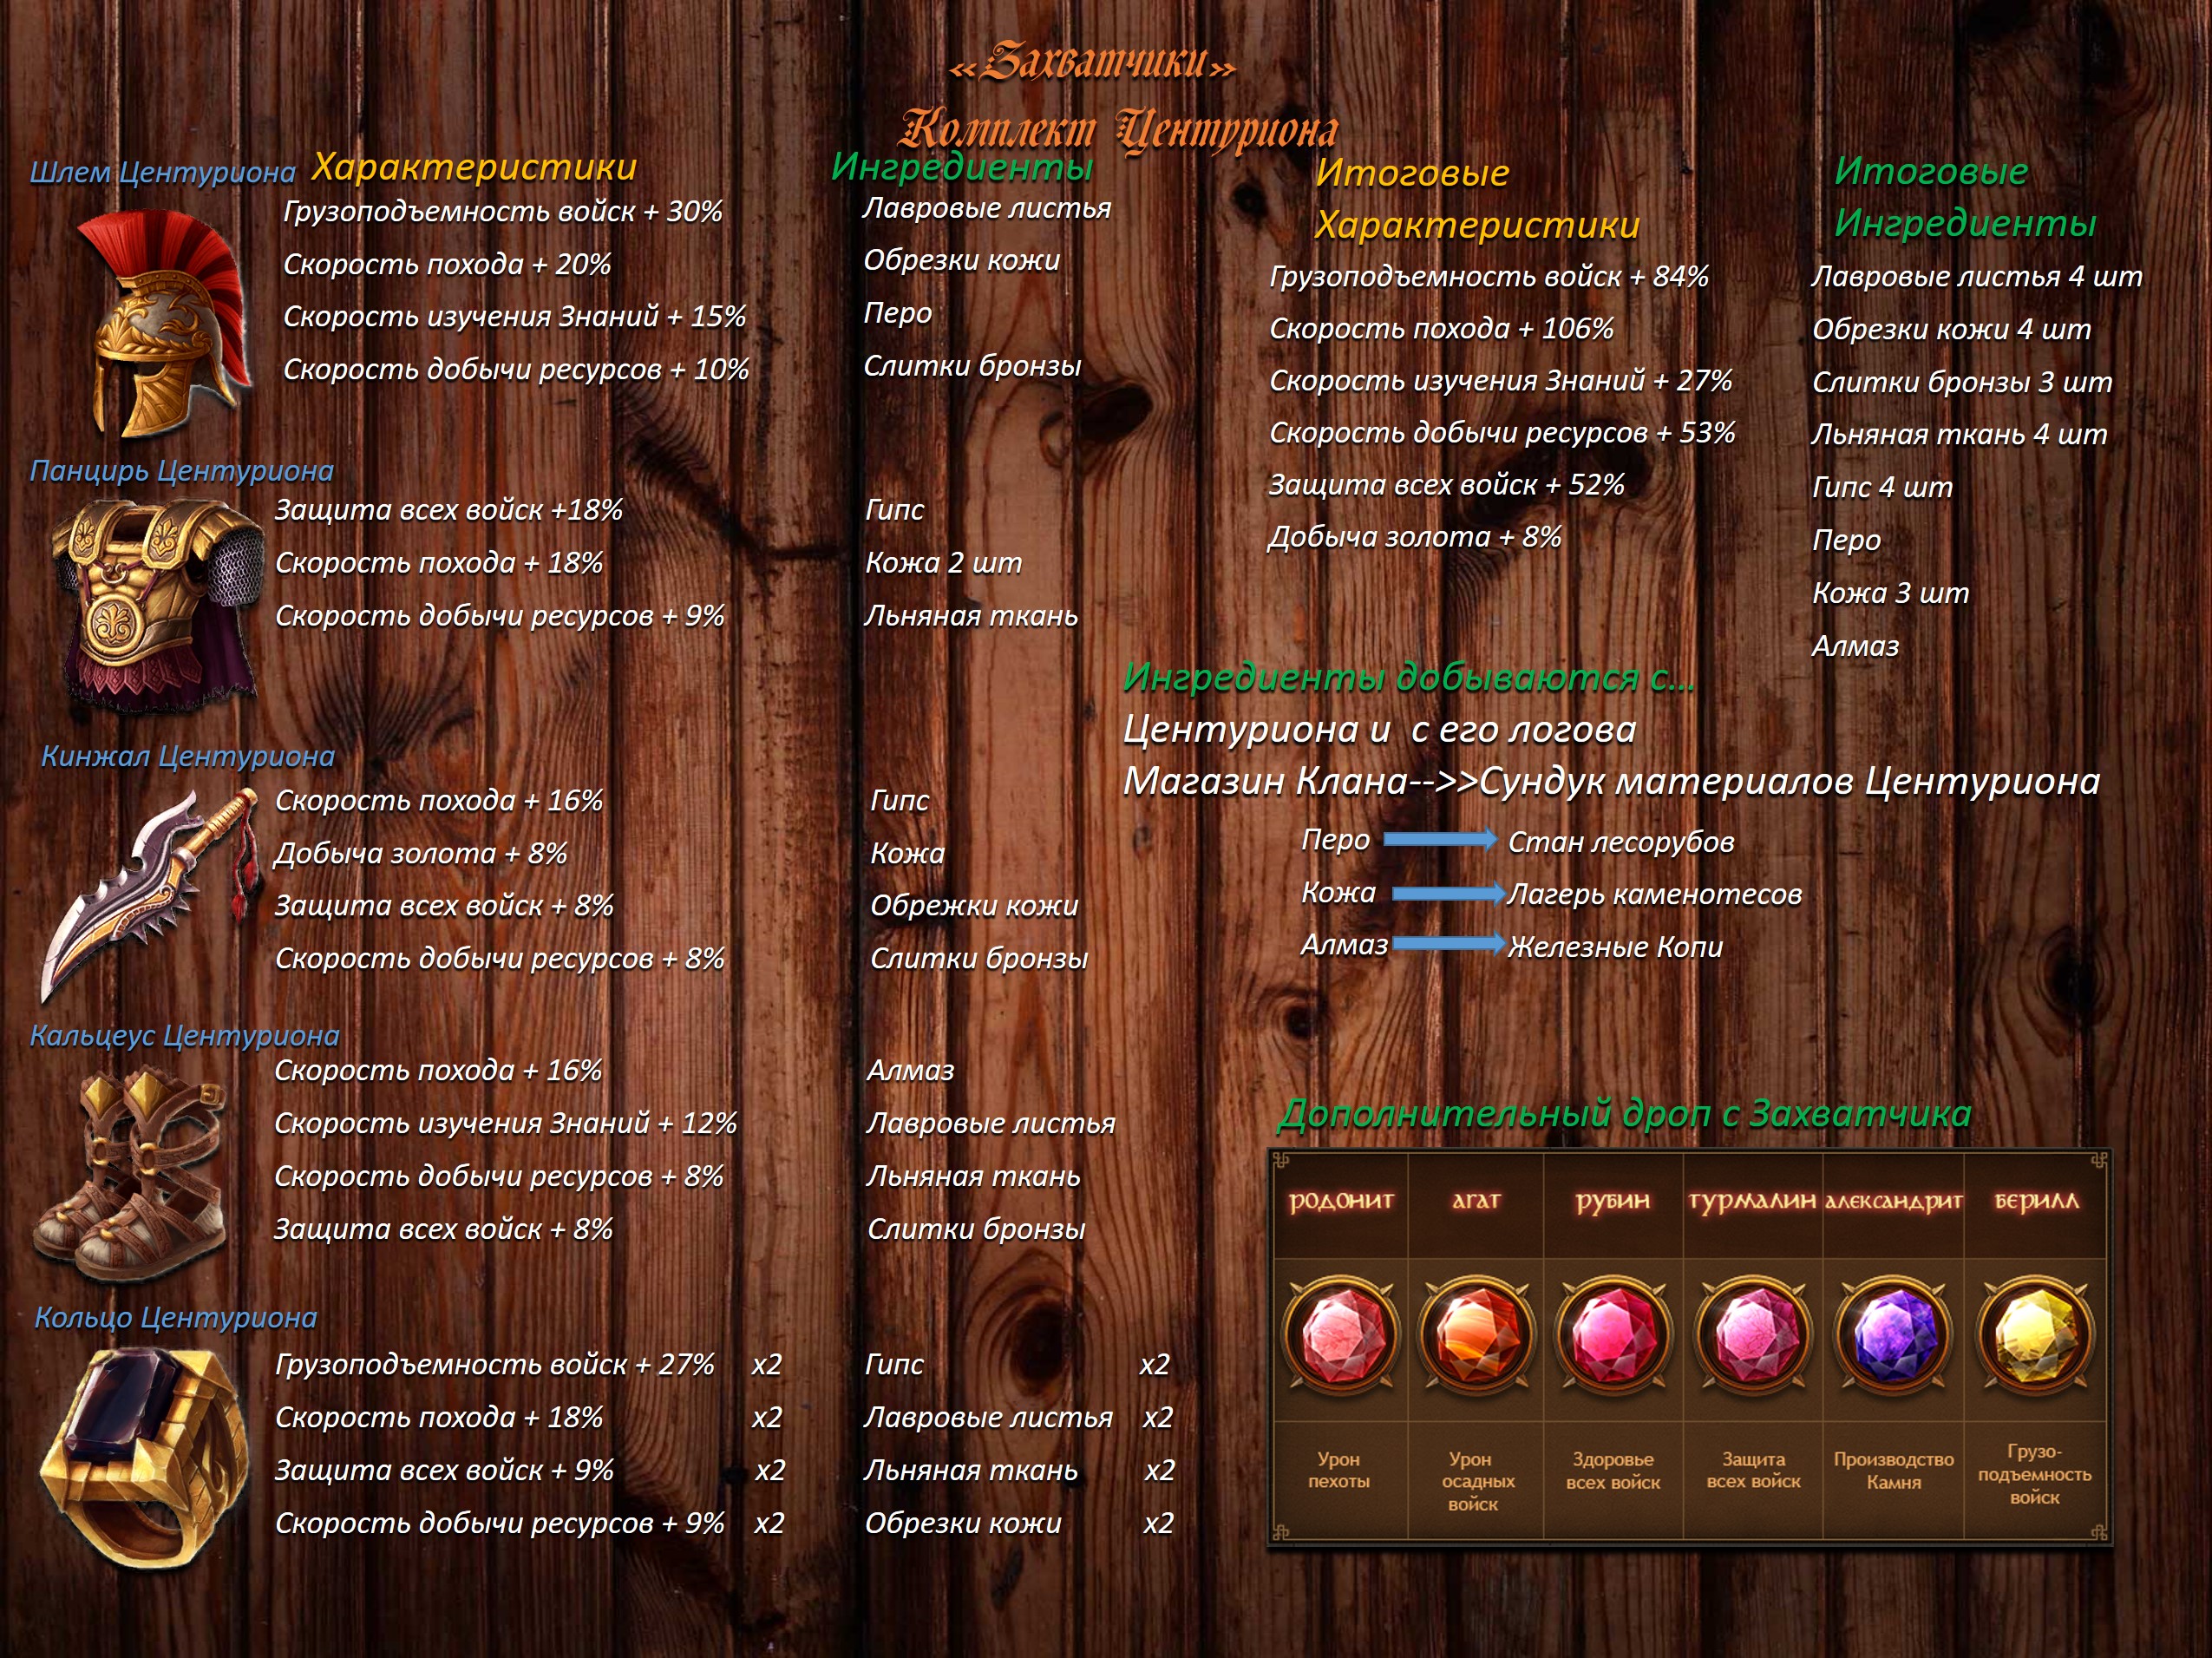 «Захватчики»
Комплект Центуриона
Шлем Центуриона
Характеристики
Ингредиенты
Грузоподъемность войск + 30%
Лавровые листья
Скорость похода + 20%
Обрезки кожи
Скорость изучения Знаний + 15%
Перо
Скорость добычи ресурсов + 10%
Слитки бронзы
Панцирь Центуриона
Защита всех войск +18%
Гипс
Скорость похода + 18%
Кожа 2 шт
Скорость добычи ресурсов + 9%
Льняная ткань
Кинжал Центуриона
Скорость похода + 16%
Гипс
Добыча золота + 8%
Кожа
Защита всех войск + 8%
Обрежки кожи
Скорость добычи ресурсов + 8%
Слитки бронзы
Кальцеус Центуриона
Скорость похода + 16%
Алмаз
Скорость изучения Знаний + 12%
Лавровые листья
Скорость добычи ресурсов + 8%
Льняная ткань
Защита всех войск + 8%
Слитки бронзы
Кольцо Центуриона
Грузоподъемность войск + 27% x2
Гипс x2
Скорость похода + 18% x2
Лавровые листья x2
Защита всех войск + 9% x2
Льняная ткань x2
Скорость добычи ресурсов + 9% x2
Обрезки кожи x2
Итоговые
Характеристики
Грузоподъемность войск + 84%
Скорость похода + 106%
Скорость изучения Знаний + 27%
Скорость добычи ресурсов + 53%
Защита всех войск + 52%
Добыча золота + 8%
Итоговые
Ингредиенты
Лавровые листья 4 шт
Обрезки кожи 4 шт
Слитки бронзы 3 шт
Льняная ткань 4 шт
Гипс 4 шт
Перо
Кожа 3 шт
Алмаз
Ингредиенты добываются с...
Центуриона и с его логова
Магазин Клана-->>Сундук материалов Центуриона
Перо Стан лесорубов
Кожа Лагерь каменотесов
Алмаз Железные Копи
Дополнительный дроп с Захватчика
родонит агат рубин турмалин александрит берилл
Урон
пехоты
Урон
осадных
войск
Здоровье
всех войск
Защита
всех войск
Производство
Камня
Грузо-
подъемность
войск